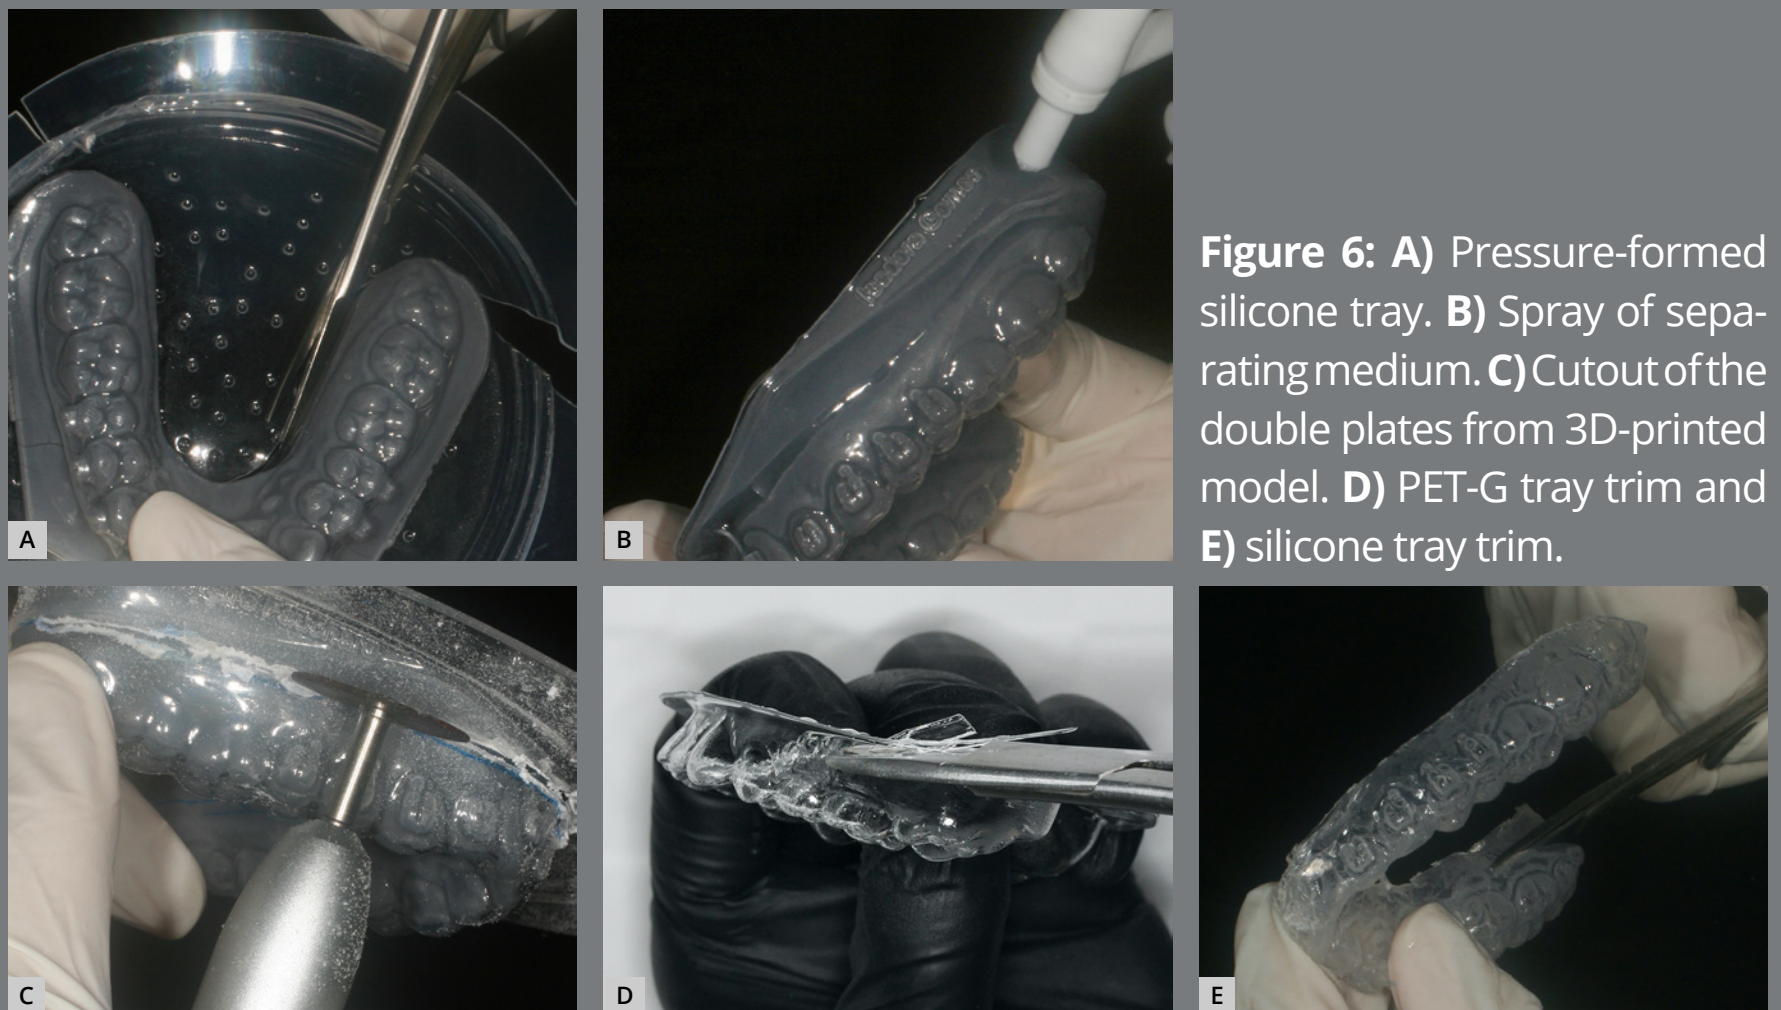 A
B
Figure 6: A) Pressure-formed
silicone tray. B) Spray of sepa-
rating medium. C) Cutout of the
double plates from 3D-printed
model. D) PET-G tray trim and
E) silicone tray trim.
C
D
E